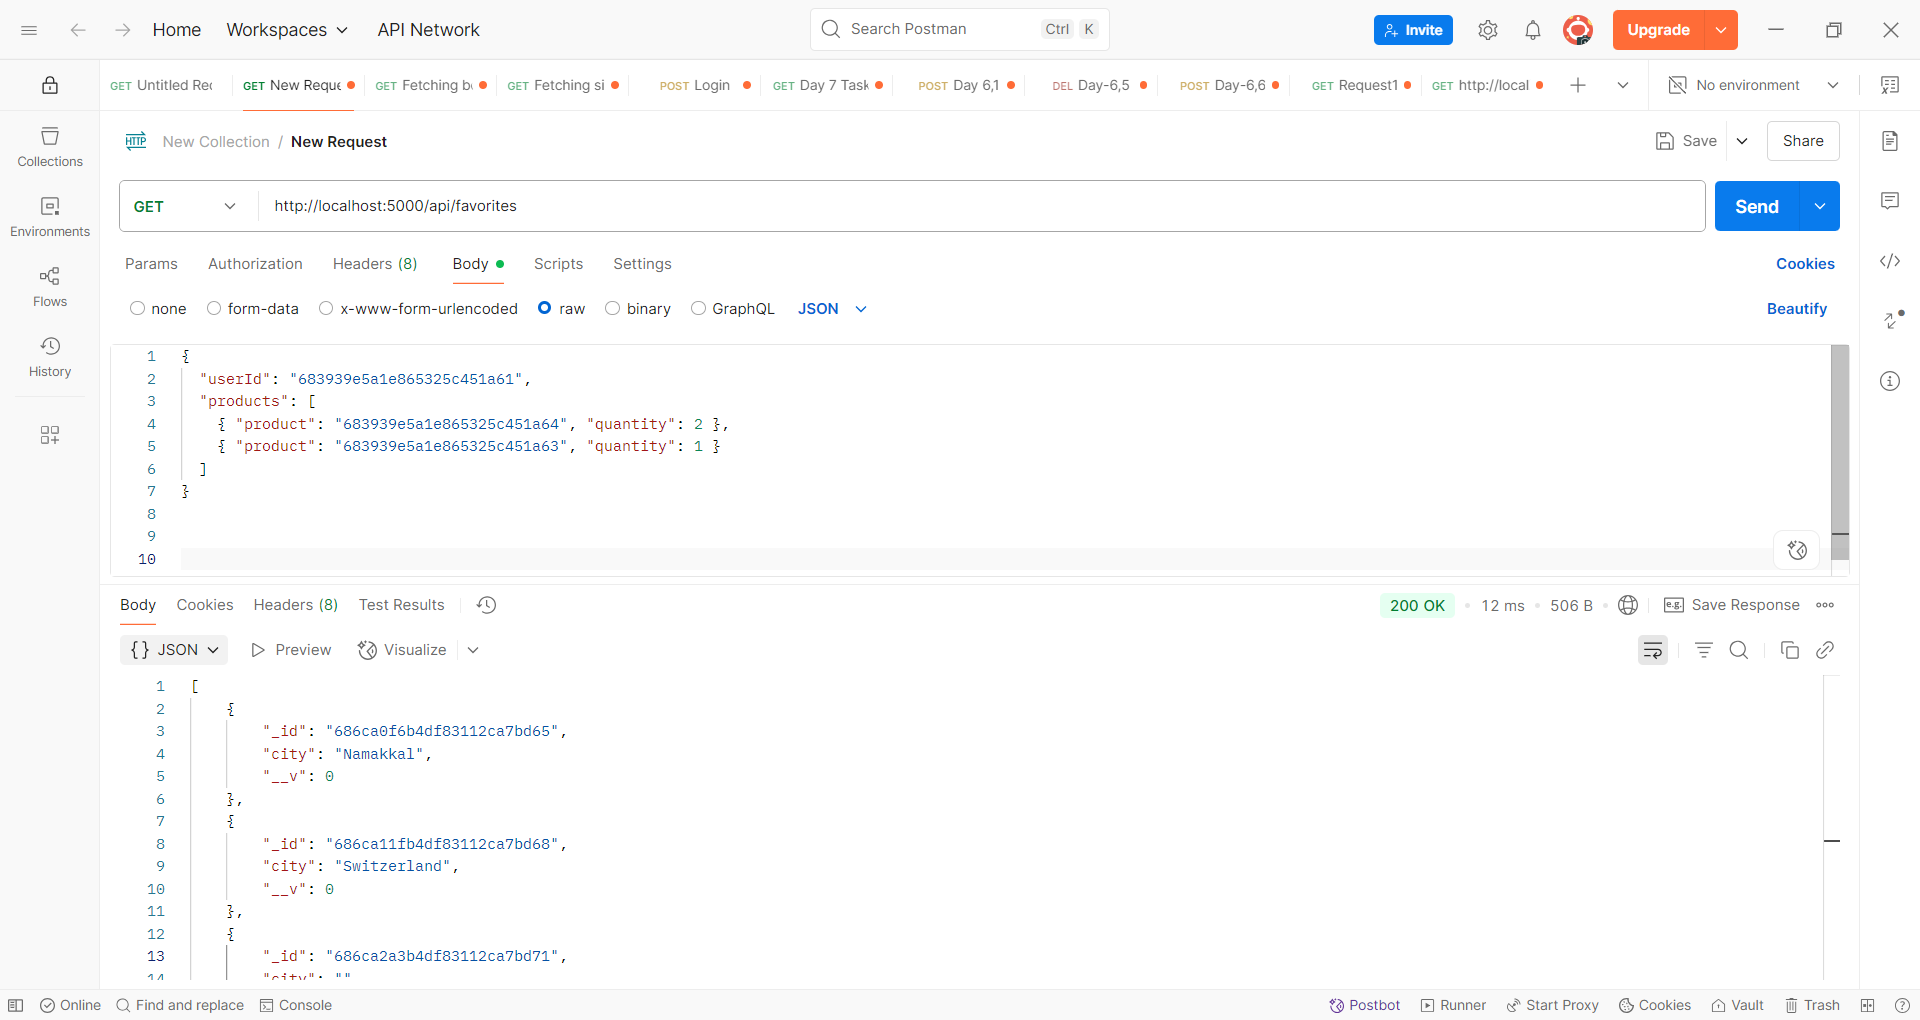 Home Workspaces API Network Search Postman Ctrl K Invite Upgrade
GET Untitled Rec GET New Reque GET Fetching b GET Fetching si POST Login GET Day 7 Task POST Day 6,1 DEL Day-6,5 POST Day-6,6 GET Request1 GET http://local No environment
HTTP New Collection / New Request Save Share
Collections
GET http://localhost:5000/api/favorites Send
Environments
Params Authorization Headers (8) Body Scripts Settings Cookies
Flows
none form-data x-www-form-urlencoded raw binary GraphQL JSON Beautify
History
1 {
2 "userId": "683939e5a1e865325c451a61",
3 "products": [
4 { "product": "683939e5a1e865325c451a64", "quantity": 2 },
5 { "product": "683939e5a1e865325c451a63", "quantity": 1 }
6 ]
7 }
8
9
10
Body Cookies Headers (8) Test Results 200 OK 12 ms 506 B e.g. Save Response
{} JSON Preview Visualize
1 [
2 {
3 "_id": "686ca0f6b4df83112ca7bd65",
4 "city": "Namakkal",
5 "__v": 0
6 },
7 {
8 "_id": "686ca11fb4df83112ca7bd68",
9 "city": "Switzerland",
10 "__v": 0
11 },
12 {
13 "_id": "686ca2a3b4df83112ca7bd71",
14 "city": ""
Online Find and replace Console Postbot Runner Start Proxy Cookies Vault Trash